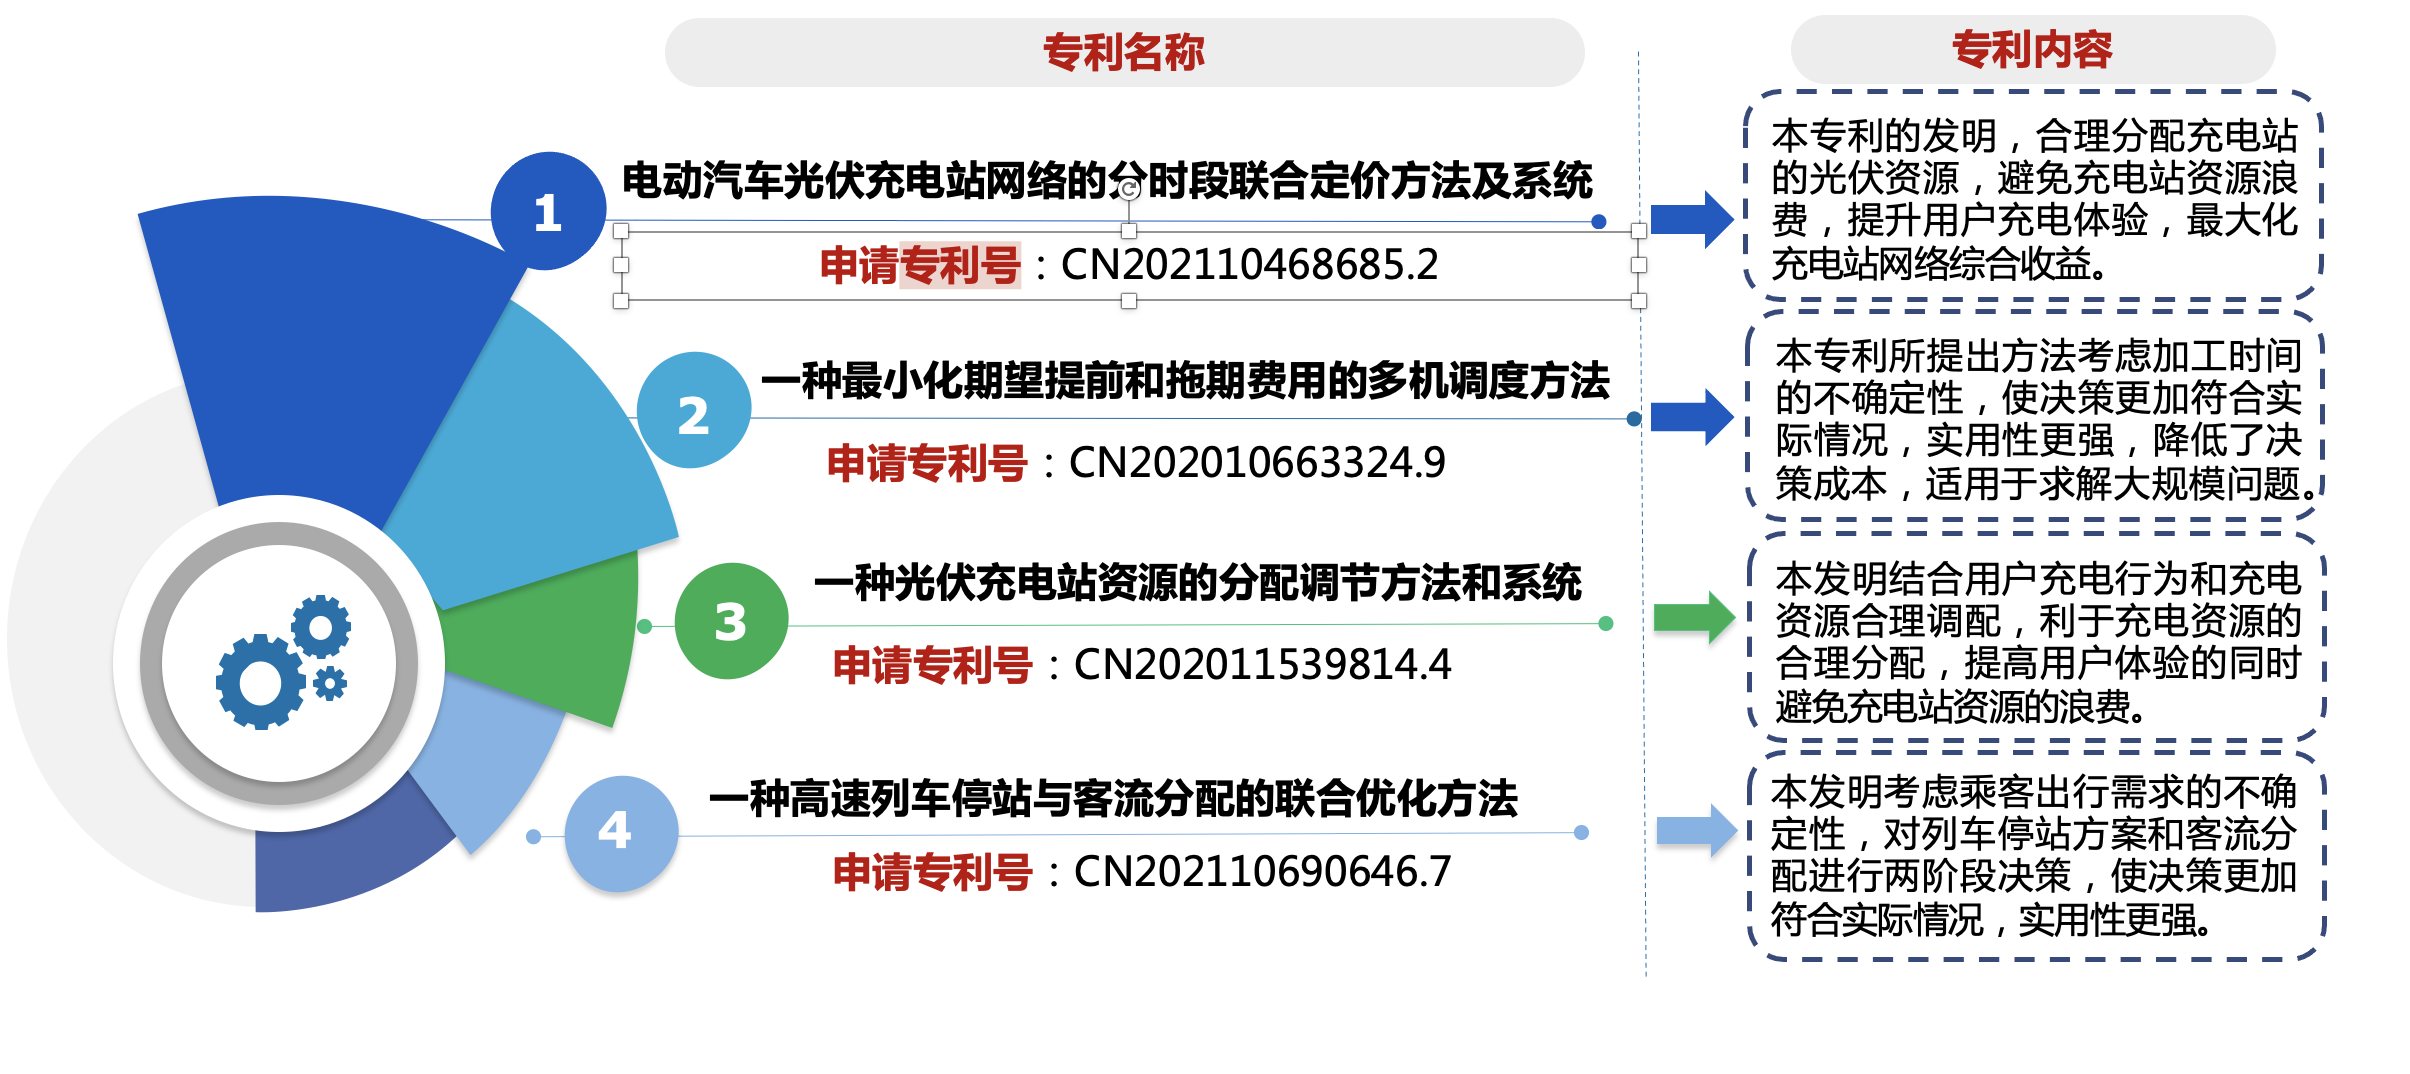 专利名称
专利内容
1
电动汽车光伏充电站网络的分时段联合定价方法及系统
申请专利号：CN202110468685.2
本专利的发明，合理分配充电站
的光伏资源，避免充电站资源浪
费，提升用户充电体验，最大化
充电站网络综合收益。
2
一种最小化期望提前和拖期费用的多机调度方法
申请专利号：CN202010663324.9
本专利所提出方法考虑加工时间
的不确定性，使决策更加符合实
际情况，实用性更强，降低了决
策成本，适用于求解大规模问题。
3
一种光伏充电站资源的分配调节方法和系统
申请专利号：CN202011539814.4
本发明结合用户充电行为和充电
资源合理调配，利于充电资源的
合理分配，提高用户体验的同时
避免充电站资源的浪费。
4
一种高速列车停站与客流分配的联合优化方法
申请专利号：CN202110690646.7
本发明考虑乘客出行需求的不确
定性，对列车停站方案和客流分
配进行两阶段决策，使决策更加
符合实际情况，实用性更强。